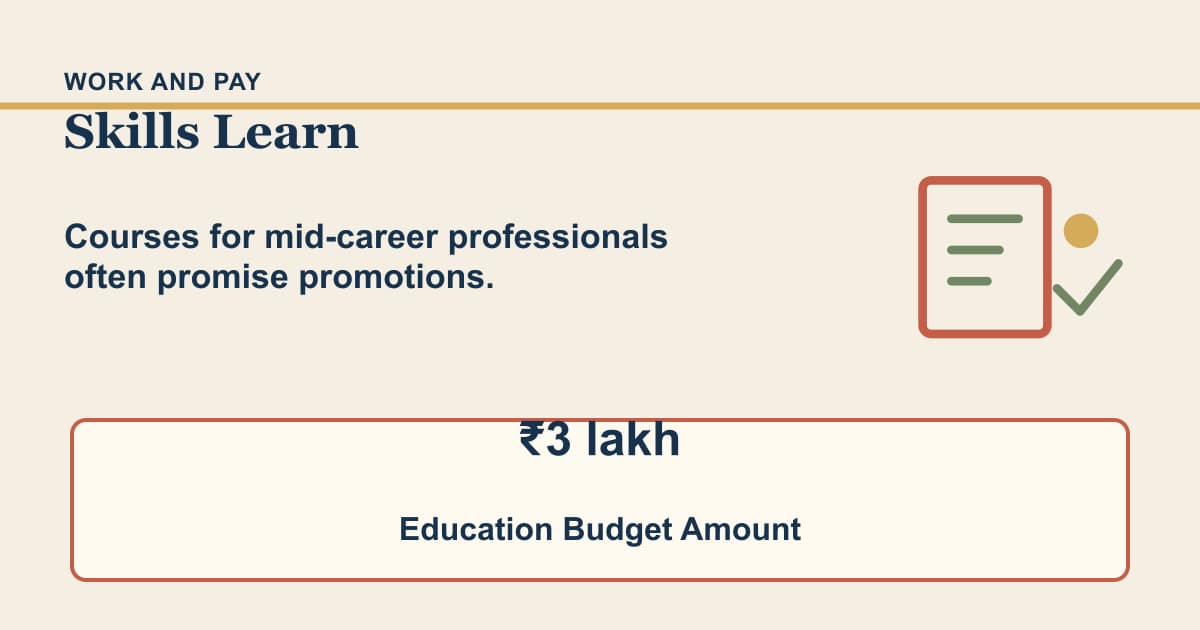 WORK AND PAY
Skills Learn
Courses for mid-career professionals
often promise promotions.
₹3 lakh
Education Budget Amount